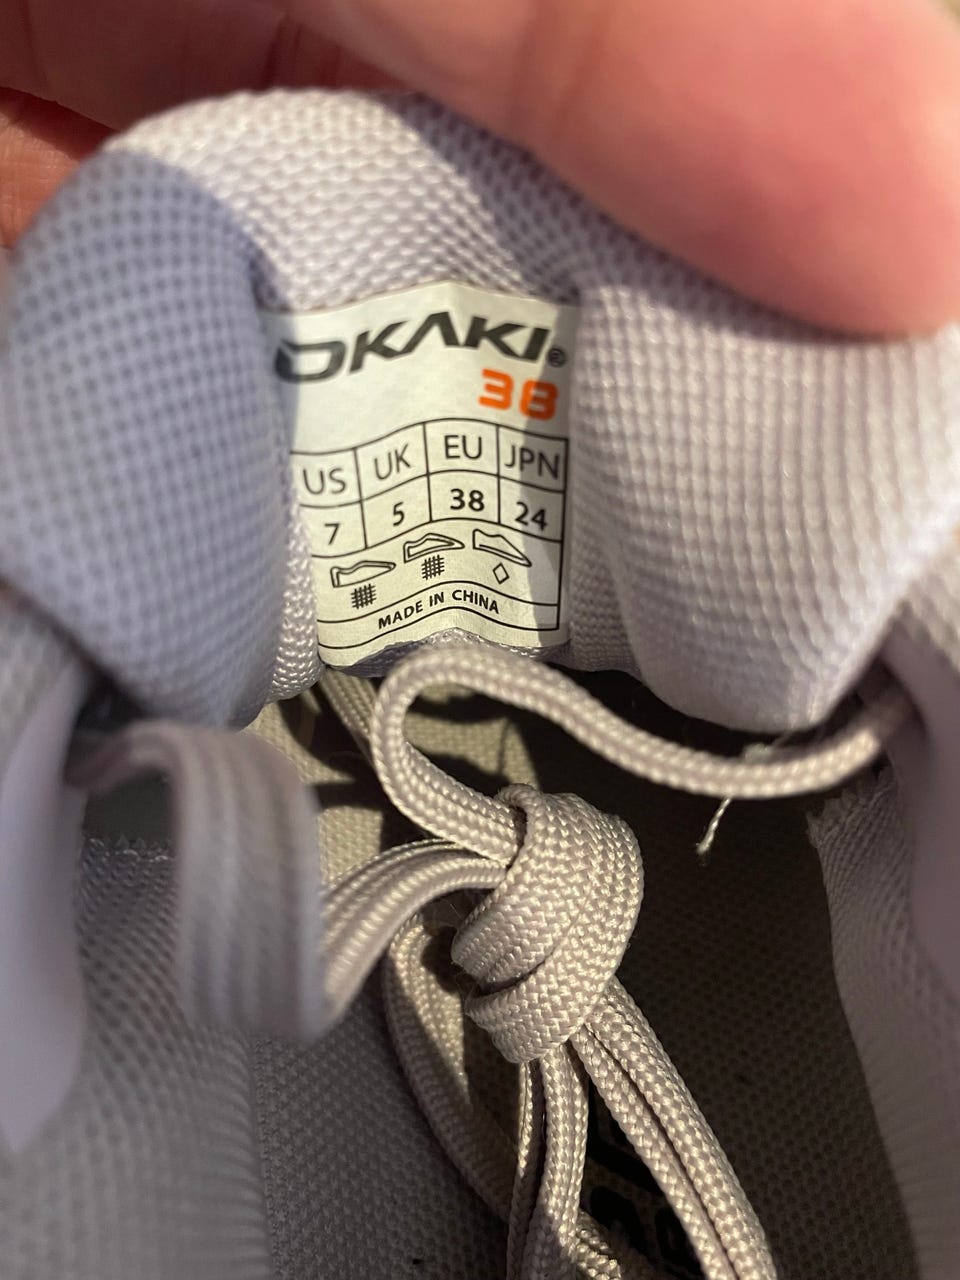 OKAKI®
38
US UK EU JPN
7 5 38 24
MADE IN CHINA